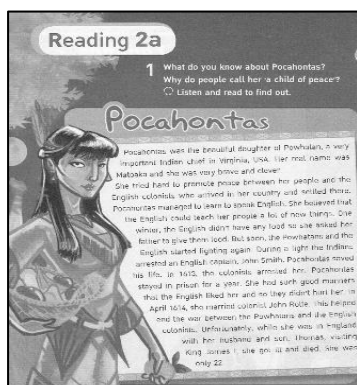 Reading 2a
1 What do you know about Pocahontas?
Why do people call her 'a child of peace'?
Listen and read to find out.
Pocahontas
Pocahontas was the beautiful daughter of Powhatan, a very
important Indian chief in Virginia, USA. Her real name was
Matoaka and she was very brave and clever.
She tried hard to promote peace between her people and the
English colonists who arrived in her country and settled there.
Pocahontas managed to learn to speak English. She believed that
the English could teach her people a lot of new things. One
winter, the English didn't have any food so she asked her
father to give them food. But soon, the Powhatans and the
English started fighting again. During a fight the Indians
arrested an English captain, John Smith. Pocahontas saved
his life. In 1613, the colonists arrested her. Pocahontas
stayed in prison for a year. She had such good manners
that the English liked her and so they didn't kill her. In
April 1614, she married colonist John Rolfe. This helped
end the war between the Powhatans and the English
colonists. Unfortunately, while she was in England
with her husband and son, Thomas, visiting
King James I, she got ill and died. She was
only 22.